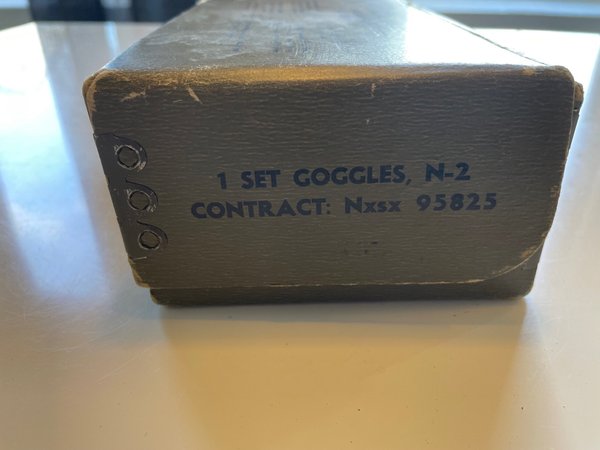 1 SET GOGGLES, N-2
CONTRACT: Nxsx 95825